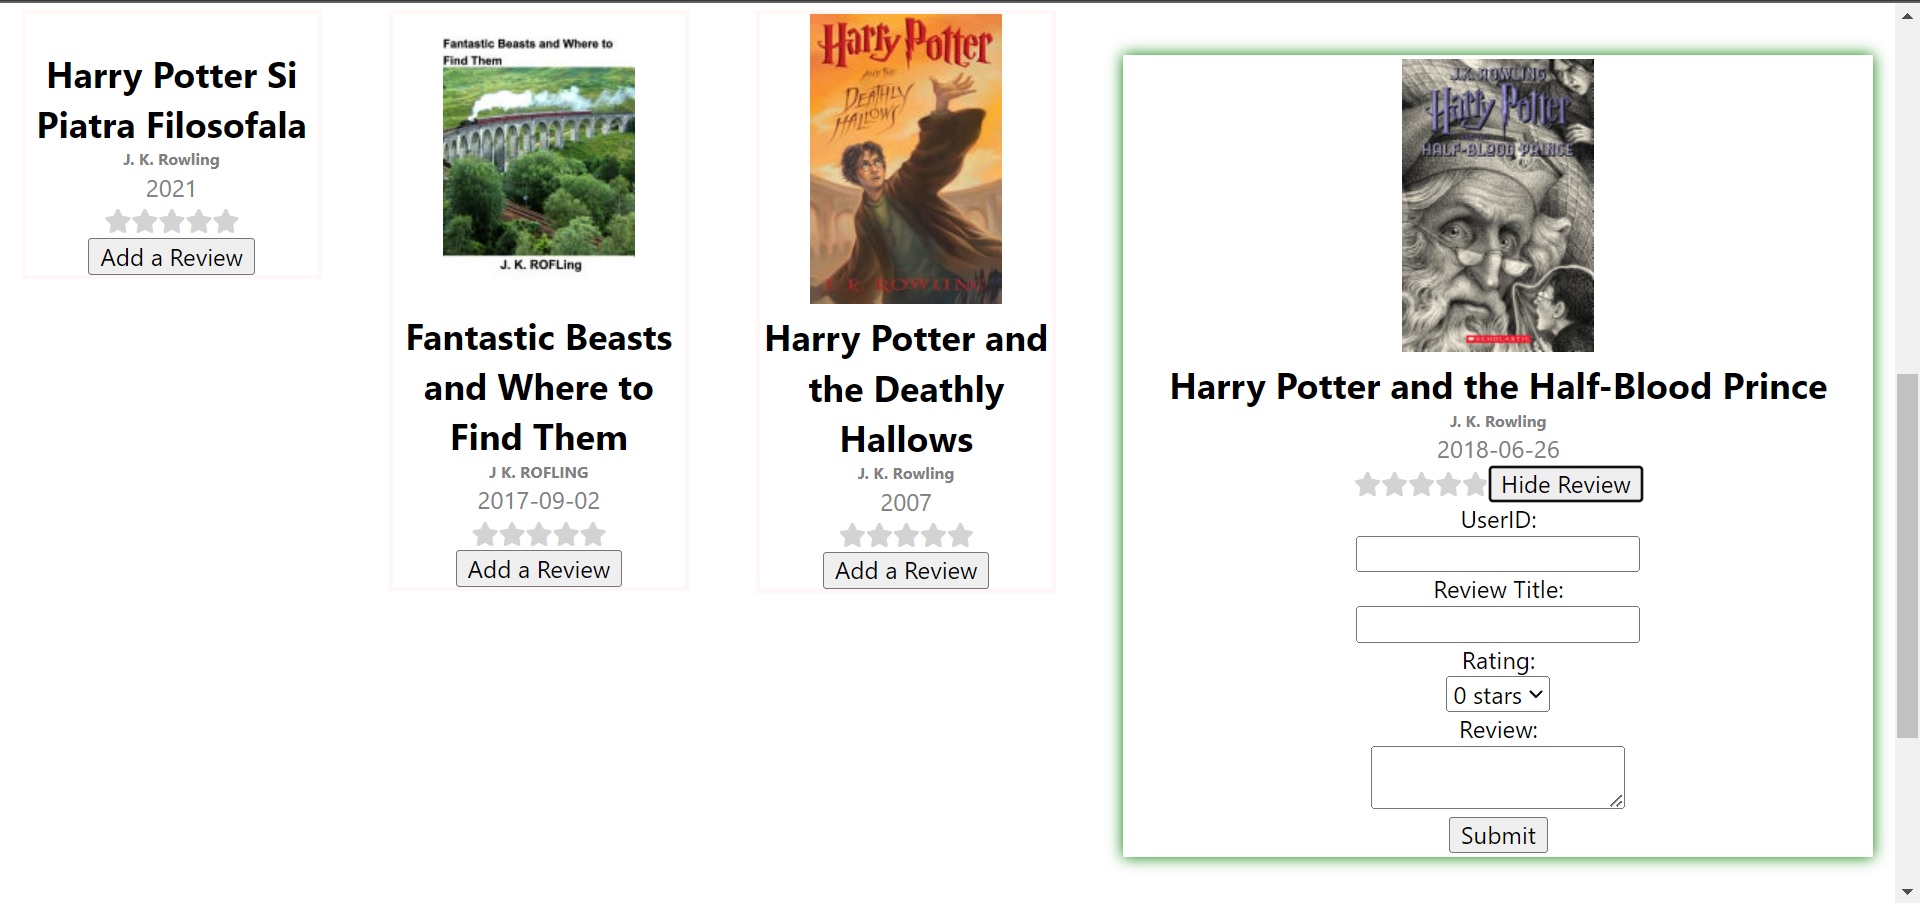 Harry Potter Si
Piatra Filosofala
J. K. Rowling
2021
Add a Review
Fantastic Beasts and Where to
Find Them
J. K. ROFLing
Fantastic Beasts
and Where to
Find Them
J K. ROFLING
2017-09-02
Add a Review
Harry Potter
AND THE
DEATHLY
HALLOWS
J. K. ROWLING
Harry Potter and
the Deathly
Hallows
J. K. Rowling
2007
Add a Review
J.K. ROWLING
Harry Potter
HALF-BLOOD PRINCE
SCHOLASTIC
Harry Potter and the Half-Blood Prince
J. K. Rowling
2018-06-26
Hide Review
UserID:
Review Title:
Rating:
0 stars
Review:
Submit